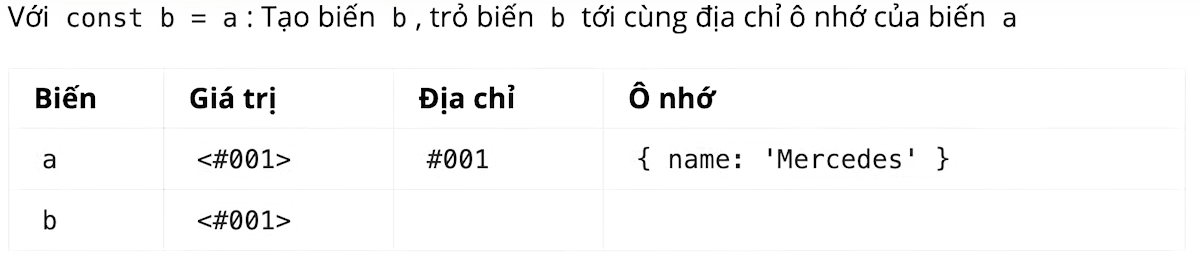 Với const b = a : Tạo biến b , trỏ biến b tới cùng địa chỉ ô nhớ của biến a
Biến Giá trị Địa chỉ Ô nhớ
a <#001> #001 { name: 'Mercedes' }
b <#001>